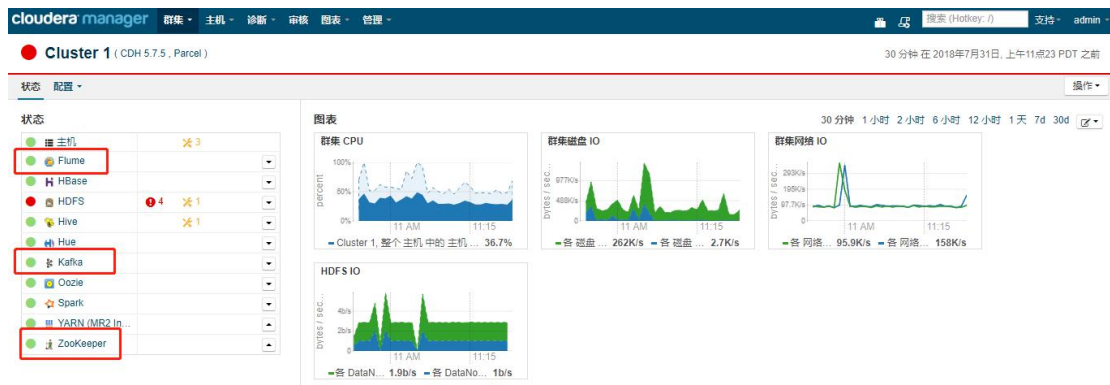 cloudera manager 群集 主机 诊断 审核 图表 管理 搜索 (Hotkey: /) 支持 admin
Cluster 1 (CDH 5.7.5, Parcel) 30 分钟 在 2018年7月31日, 上午11点23 PDT 之前
状态 配置 操作
状态
主机 3
Flume
HBase
HDFS 4 1
Hive 1
Hue
Kafka
Oozie
Spark
YARN (MR2 In...
ZooKeeper
图表 30 分钟 1 小时 2 小时 6 小时 12 小时 1 天 7d 30d
群集 CPU
percent
100%
50%
0%
11 AM 11:15
Cluster 1, 整个 主机 中的 主机 ... 36.7%
群集磁盘 IO
bytes / sec...
977K/s
488K/s
0
11 AM 11:15
各 磁盘 ... 262K/s 各 磁盘 ... 2.7K/s
群集网络 IO
bytes / sec...
293K/s
195K/s
97.7K/s
11 AM 11:15
各 网络... 95.9K/s 各 网络... 158K/s
HDFS IO
bytes / sec...
4b/s
2b/s
0
11 AM 11:15
各 DataN... 1.9b/s 各 DataNo... 1b/s